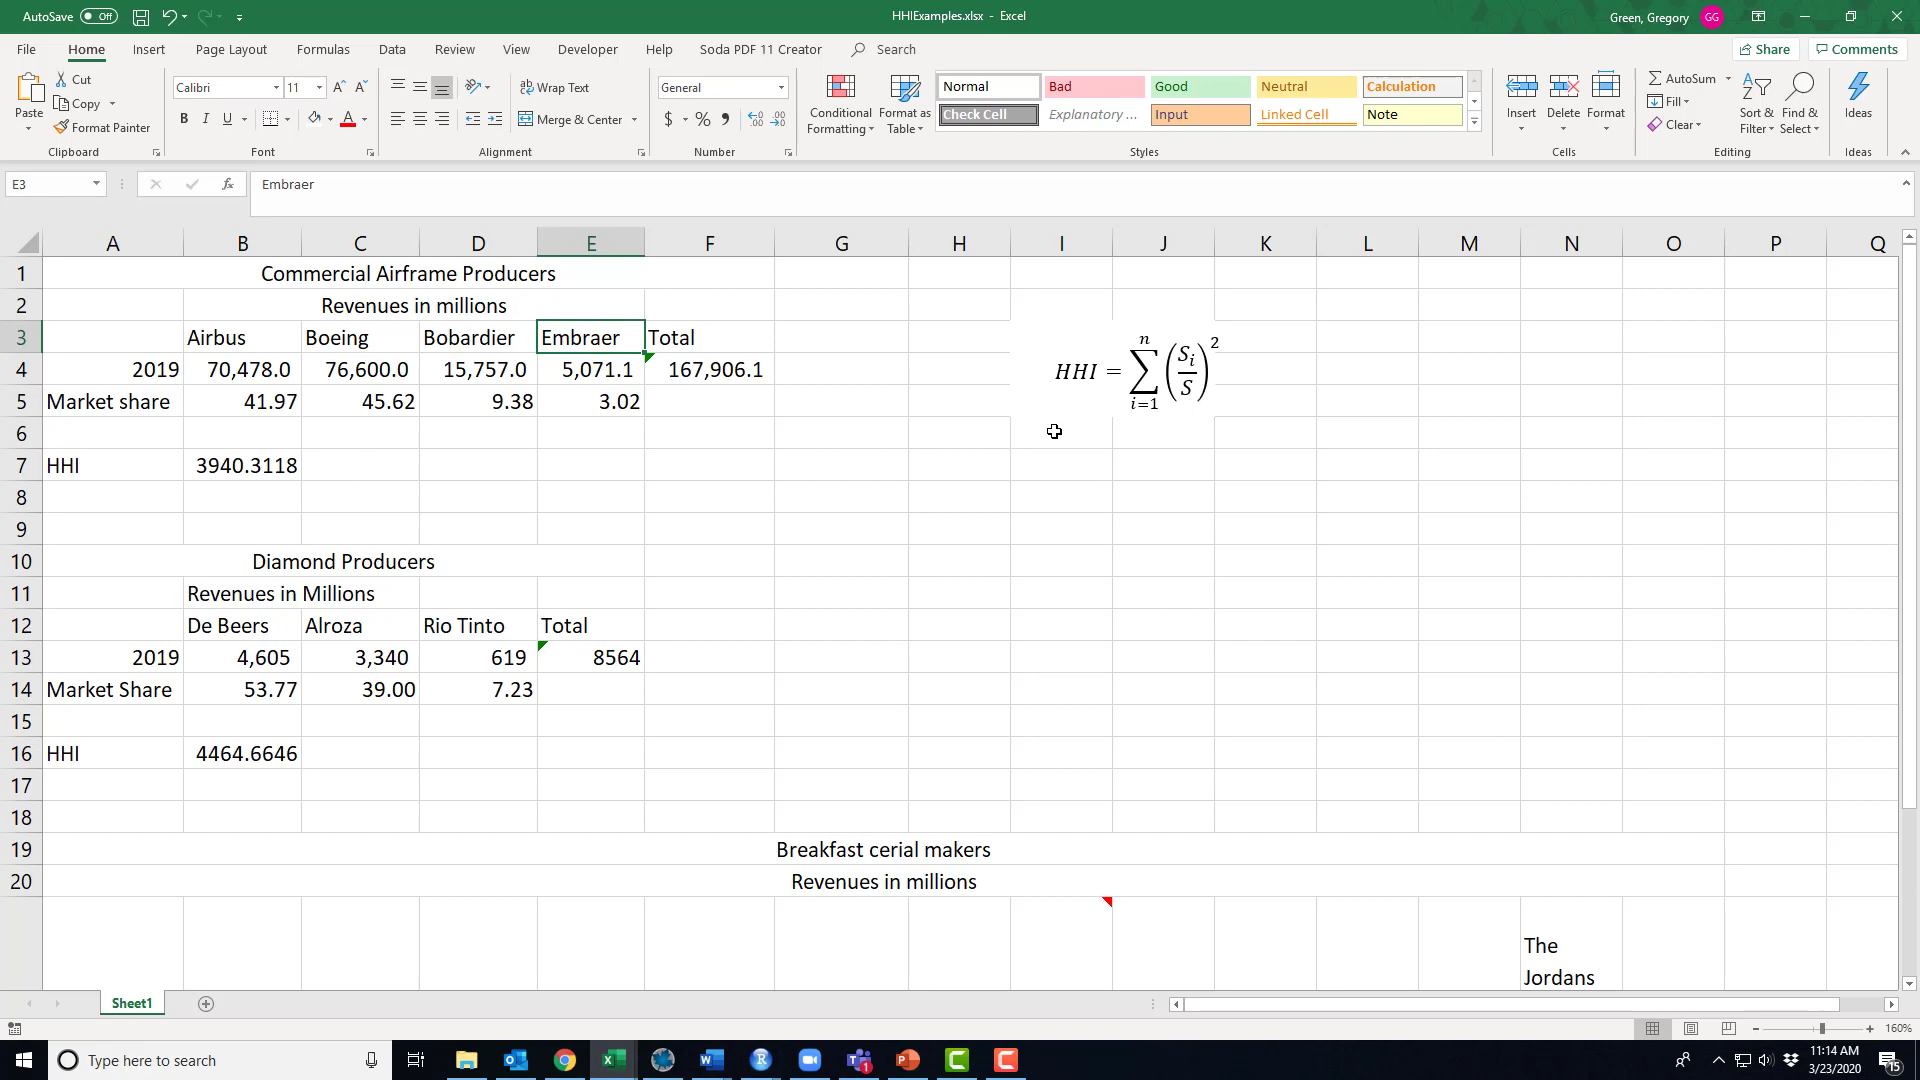 AutoSave Off HHIExamples.xlsx - Excel Green, Gregory GG
File Home Insert Page Layout Formulas Data Review View Developer Help Soda PDF 11 Creator Search Share Comments
Paste Cut Copy Format Painter
Calibri 11
B I U A
Wrap Text
Merge & Center
General
$ % ,
Conditional Formatting
Format as Table
Normal Bad Good Neutral Calculation
Check Cell Explanatory ... Input Linked Cell Note
Insert Delete Format
AutoSum
Fill
Clear
Sort & Filter
Find & Select
Ideas
Clipboard Font Alignment Number Styles Cells Editing Ideas
E3 fx Embraer
A B C D E F G H I J K L M N O P Q
1 Commercial Airframe Producers
2 Revenues in millions
3 Airbus Boeing Bobardier Embraer Total
4 2019 70,478.0 76,600.0 15,757.0 5,071.1 167,906.1
5 Market share 41.97 45.62 9.38 3.02
HHI = ∑_{i=1}^{n} (S_i/S)^2
6
7 HHI 3940.3118
8
9
10 Diamond Producers
11 Revenues in Millions
12 De Beers Alroza Rio Tinto Total
13 2019 4,605 3,340 619 8564
14 Market Share 53.77 39.00 7.23
15
16 HHI 4464.6646
17
18
19 Breakfast cerial makers
20 Revenues in millions
The
Jordans
Sheet1
160%
Type here to search
11:14 AM
3/23/2020
15